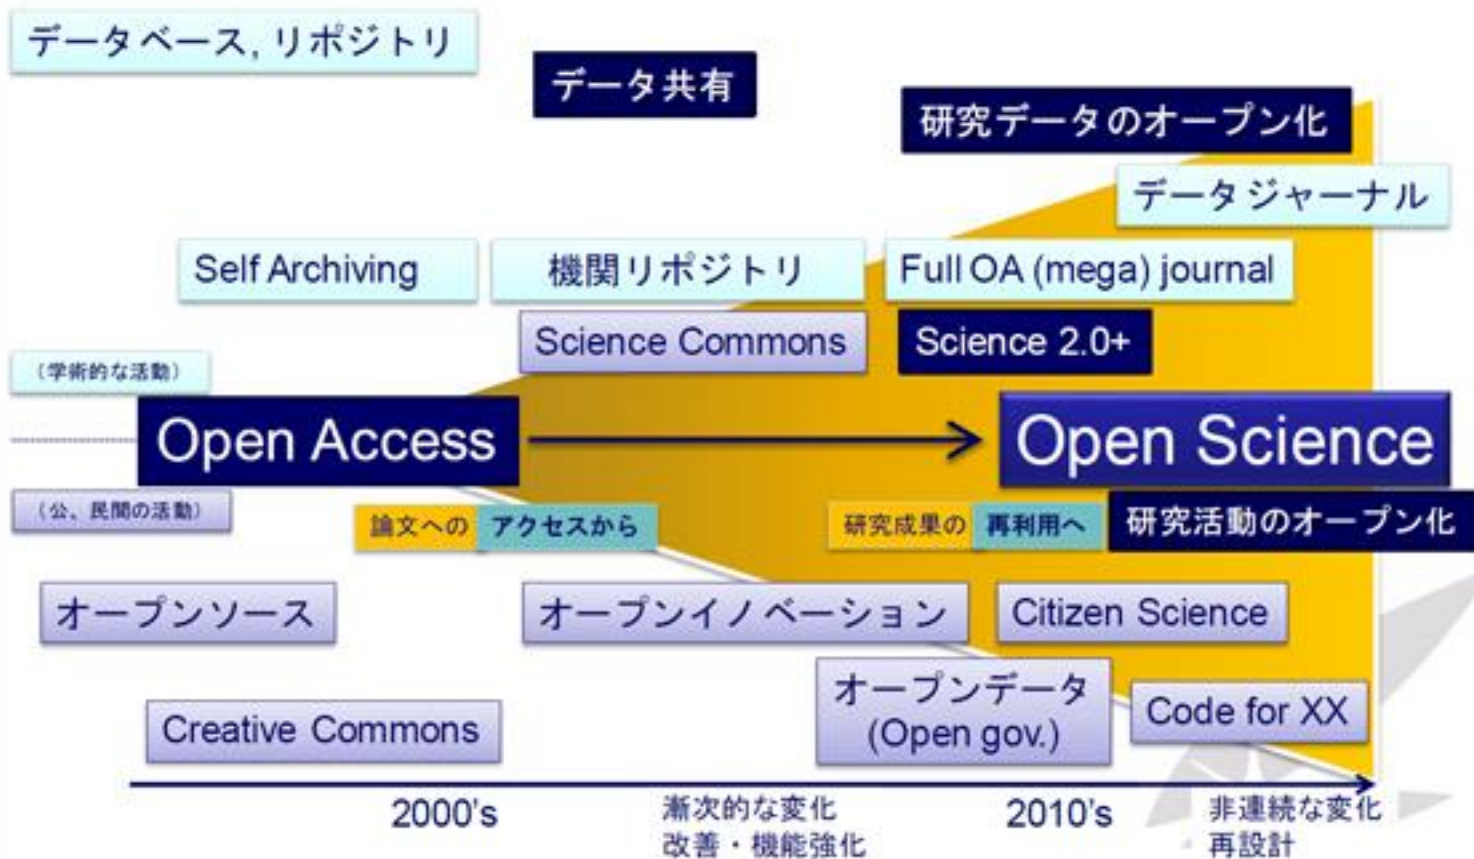 データベース, リポジトリ
データ共有
研究データのオープン化
データジャーナル
Self Archiving
機関リポジトリ
Full OA (mega) journal
Science Commons
Science 2.0+
（学術的な活動）
Open Access
Open Science
（公、民間の活動）
論文への アクセスから
研究成果の 再利用へ
研究活動のオープン化
オープンソース
オープンイノベーション
Citizen Science
オープンデータ
(Open gov.)
Code for XX
Creative Commons
2000's
漸次的な変化
改善・機能強化
2010's
非連続な変化
再設計